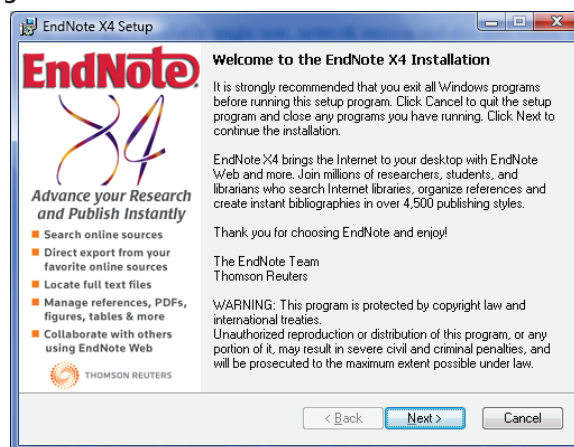 EndNote X4 Setup
EndNote
X4
Advance your Research
and Publish Instantly
Search online sources
Direct export from your
favorite online sources
Locate full text files
Manage references, PDFs,
figures, tables & more
Collaborate with others
using EndNote Web
THOMSON REUTERS
Welcome to the EndNote X4 Installation
It is strongly recommended that you exit all Windows programs
before running this setup program. Click Cancel to quit the setup
program and close any programs you have running. Click Next to
continue the installation.
EndNote X4 brings the Internet to your desktop with EndNote
Web and more. Join millions of researchers, students, and
librarians who search Internet libraries, organize references and
create instant bibliographies in over 4,500 publishing styles.
Thank you for choosing EndNote and enjoy!
The EndNote Team
Thomson Reuters
WARNING: This program is protected by copyright law and
international treaties.
Unauthorized reproduction or distribution of this program, or any
portion of it, may result in severe civil and criminal penalties, and
will be prosecuted to the maximum extent possible under law.
< Back
Next >
Cancel